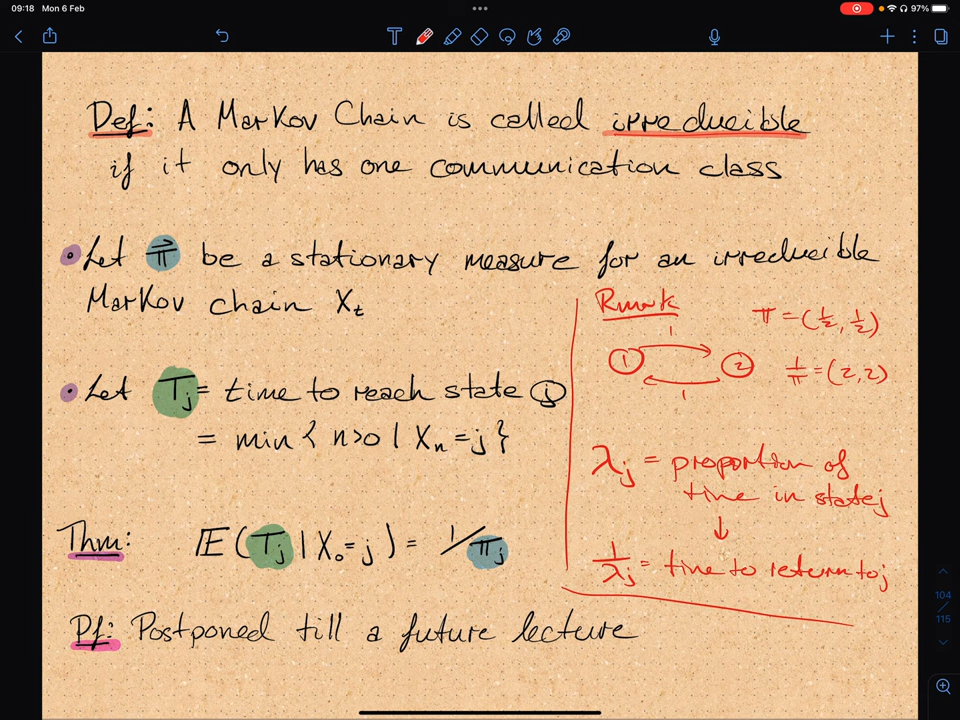 09:18 Mon 6 Feb
97%
Def: A Markov Chain is called irreducible
if it only has one communication class
• Let π⃗ be a stationary measure for an irreducible
Markov chain X_t
• Let T_j = time to reach state j
= min { n>0 | X_n = j }
Thm: E ( T_j | X_0 = j ) = 1/π_j
Pf: Postponed till a future lecture
Rmark
π = (½, ½)
1
1 2
1/π = (2,2)
1
λ_j = proportion of
time in state j
↓
1/λ_j = time to return to j
104
/
115